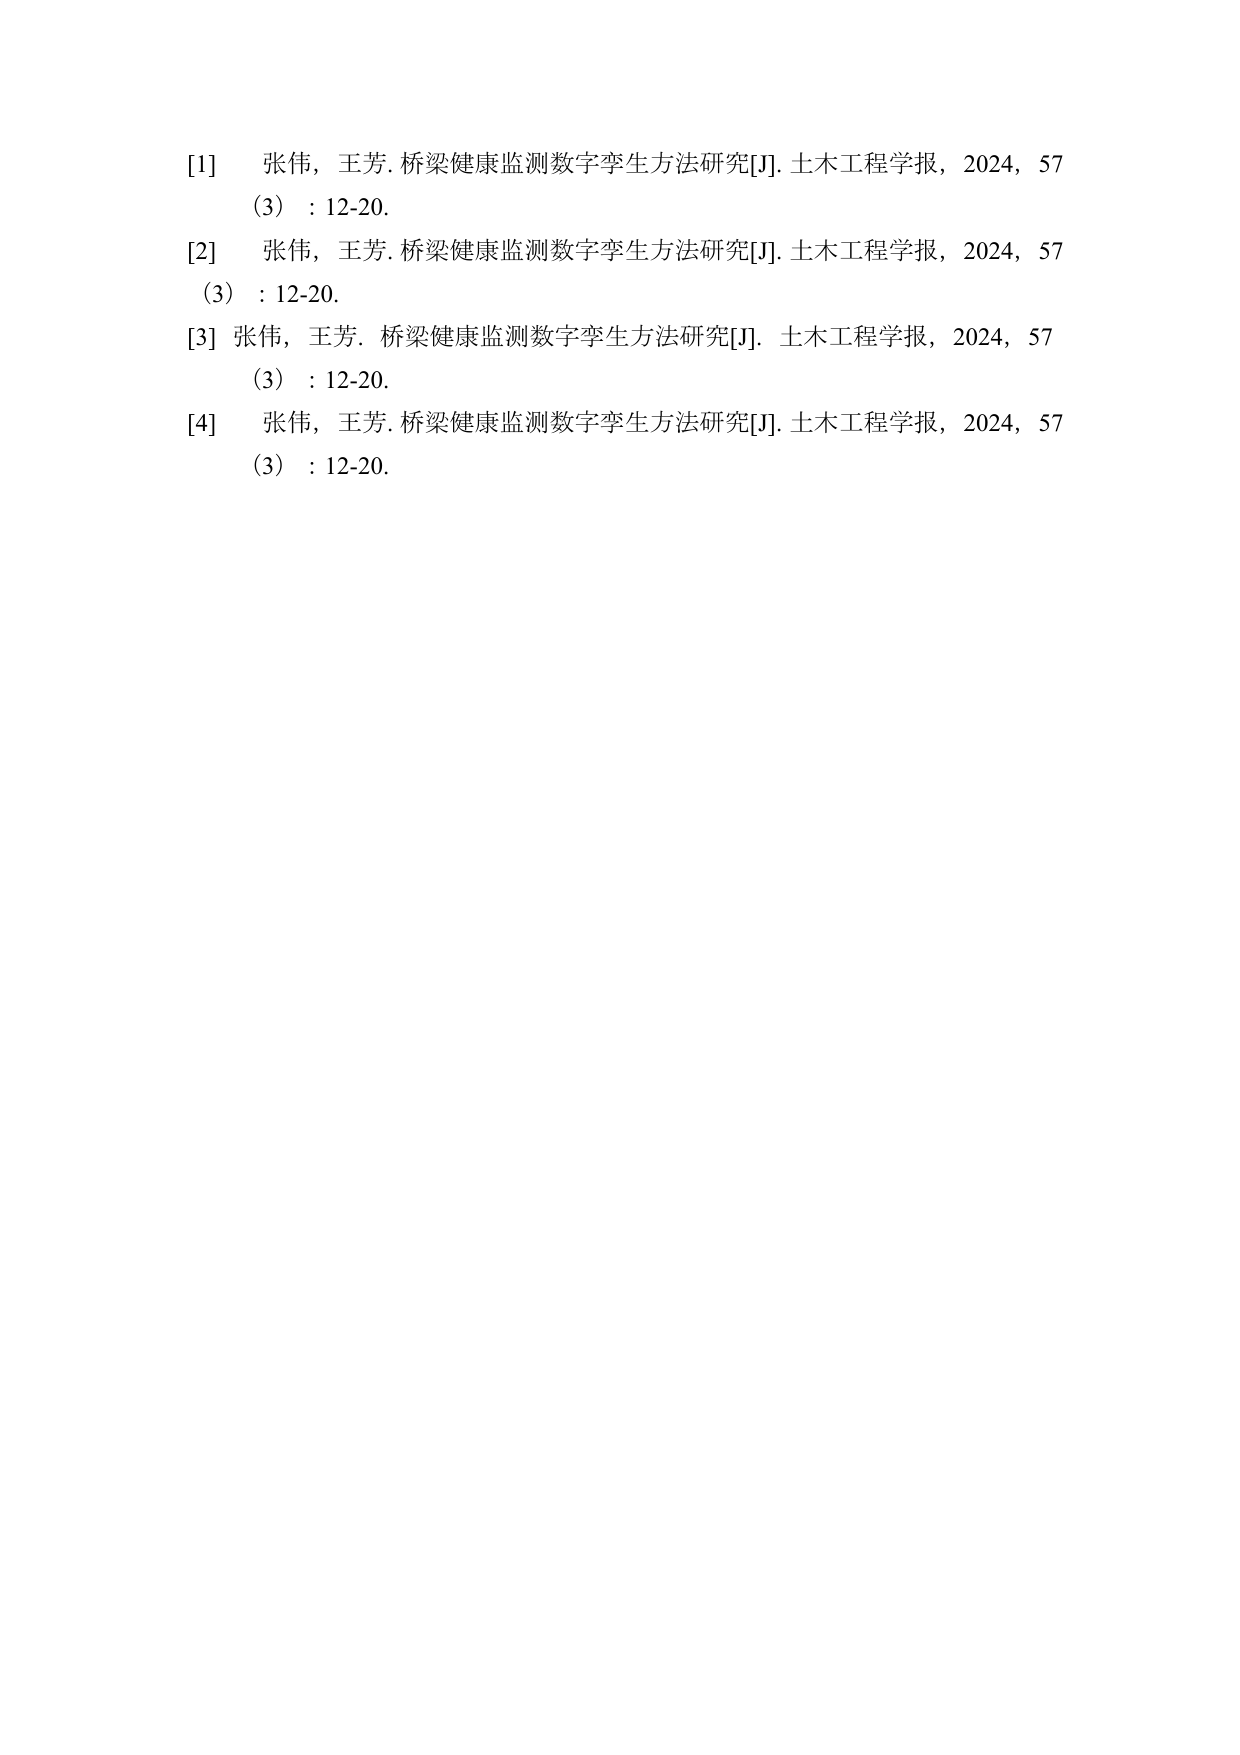 [1] 张伟，王芳. 桥梁健康监测数字孪生方法研究[J]. 土木工程学报，2024，57
（3）: 12-20.
[2] 张伟，王芳. 桥梁健康监测数字孪生方法研究[J]. 土木工程学报，2024，57
（3）: 12-20.
[3] 张伟，王芳. 桥梁健康监测数字孪生方法研究[J]. 土木工程学报，2024，57
（3）: 12-20.
[4] 张伟，王芳. 桥梁健康监测数字孪生方法研究[J]. 土木工程学报，2024，57
（3）: 12-20.